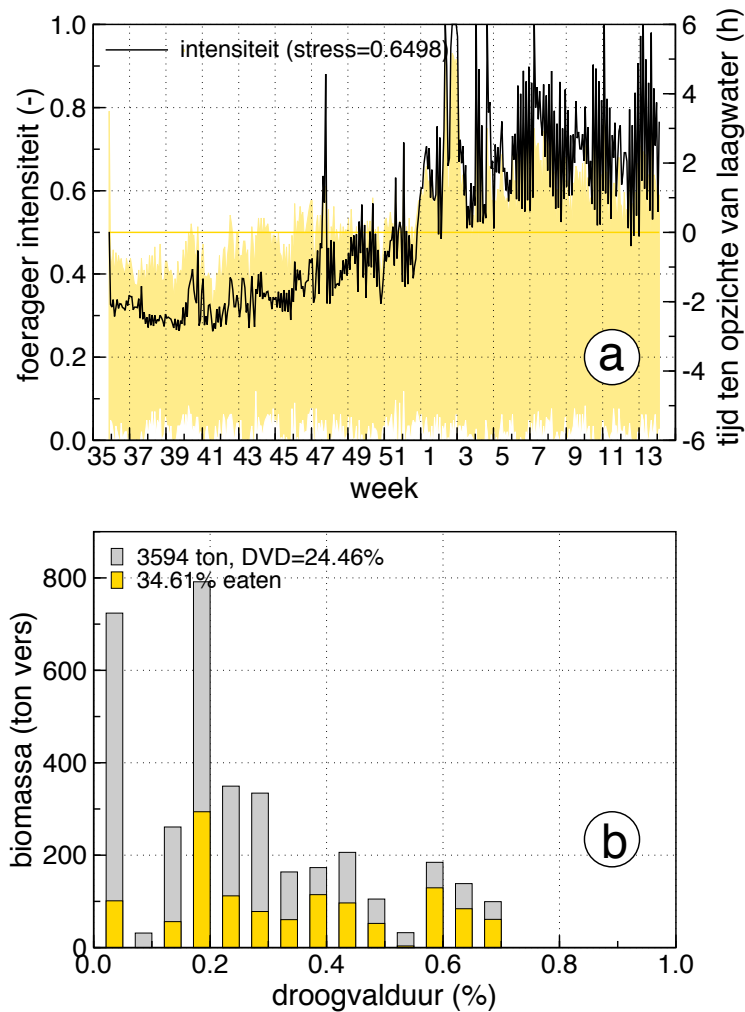 intensiteit (stress=0.6498)
foerageer intensiteit (-)
1.0
0.8
0.6
0.4
0.2
0.0
6
4
2
0
-2
-4
-6
tijd ten opzichte van laagwater (h)
a
35 37 39 41 43 45 47 49 51 1 3 5 7 9 11 13
week
3594 ton, DVD=24.46%
34.61% eaten
biomassa (ton vers)
800
600
400
200
0
b
0.0 0.2 0.4 0.6 0.8 1.0
droogvalduur (%)